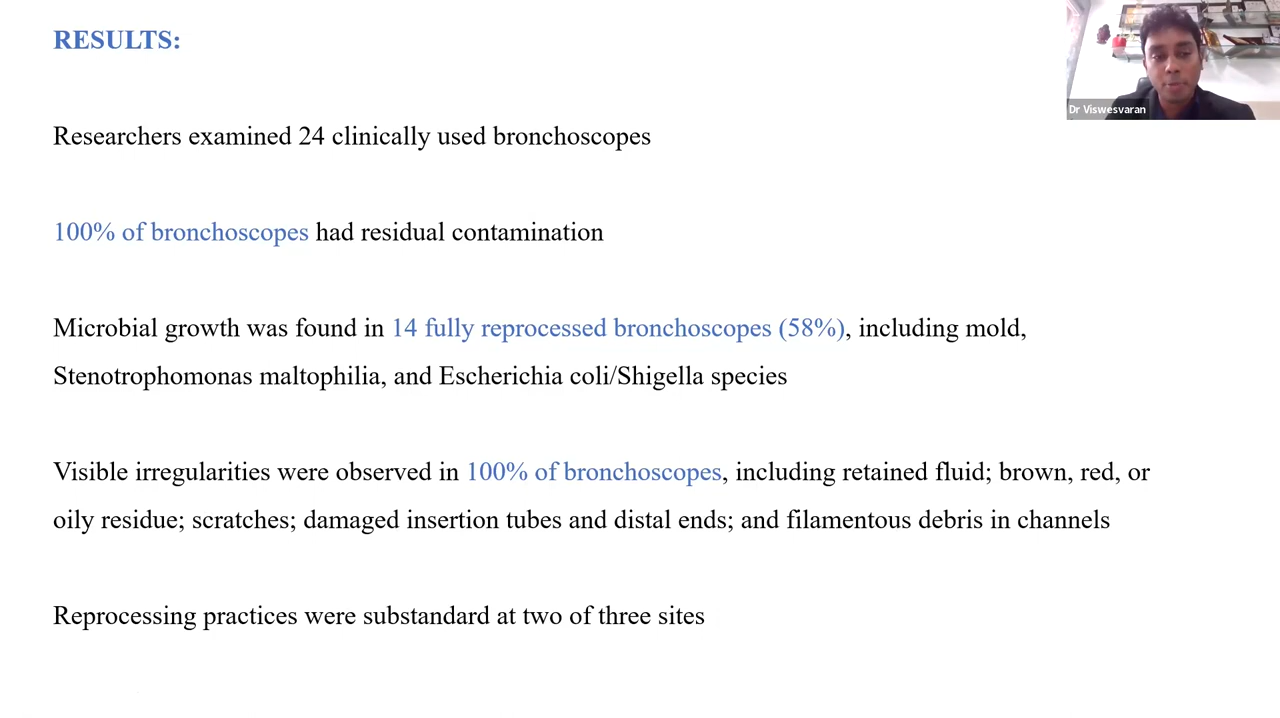 RESULTS:
Dr Viswesvaran
Researchers examined 24 clinically used bronchoscopes
100% of bronchoscopes had residual contamination
Microbial growth was found in 14 fully reprocessed bronchoscopes (58%), including mold,
Stenotrophomonas maltophilia, and Escherichia coli/Shigella species
Visible irregularities were observed in 100% of bronchoscopes, including retained fluid; brown, red, or
oily residue; scratches; damaged insertion tubes and distal ends; and filamentous debris in channels
Reprocessing practices were substandard at two of three sites